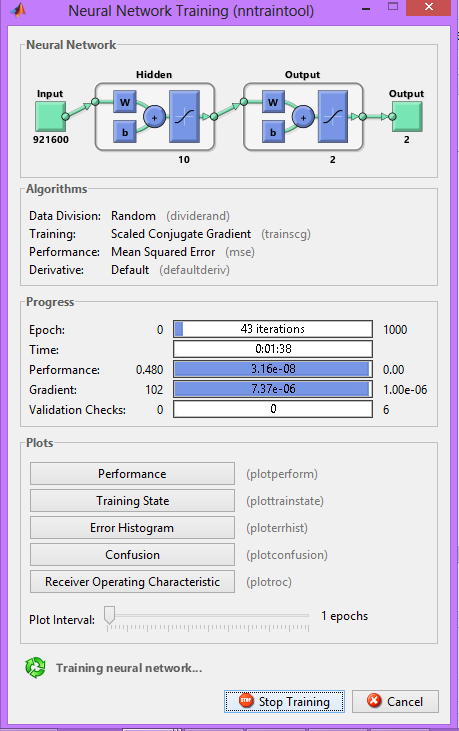 Neural Network Training (nntraintool)
Neural Network
Hidden Output
Input Output
W W
b + b +
921600 2
10 2
Algorithms
Data Division: Random (dividerand)
Training: Scaled Conjugate Gradient (trainscg)
Performance: Mean Squared Error (mse)
Derivative: Default (defaultderiv)
Progress
Epoch: 0 43 iterations 1000
Time: 0:01:38
Performance: 0.480 3.16e-08 0.00
Gradient: 102 7.37e-06 1.00e-06
Validation Checks: 0 0 6
Plots
Performance (plotperform)
Training State (plottrainstate)
Error Histogram (ploterrhist)
Confusion (plotconfusion)
Receiver Operating Characteristic (plotroc)
Plot Interval: 1 epochs
Training neural network...
Stop Training Cancel